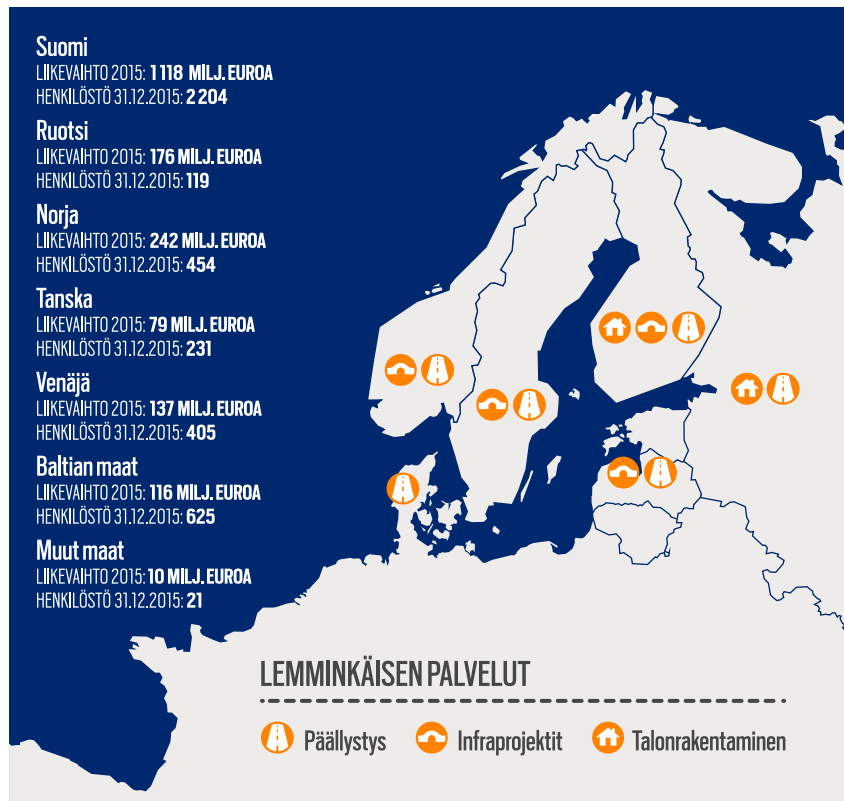 Suomi
LIIKEVAIHTO 2015: 1 118 MILJ. EUROA
HENKILÖSTÖ 31.12.2015: 2 204
Ruotsi
LIIKEVAIHTO 2015: 176 MILJ. EUROA
HENKILÖSTÖ 31.12.2015: 119
Norja
LIIKEVAIHTO 2015: 242 MILJ. EUROA
HENKILÖSTÖ 31.12.2015: 454
Tanska
LIIKEVAIHTO 2015: 79 MILJ. EUROA
HENKILÖSTÖ 31.12.2015: 231
Venäjä
LIIKEVAIHTO 2015: 137 MILJ. EUROA
HENKILÖSTÖ 31.12.2015: 405
Baltian maat
LIIKEVAIHTO 2015: 116 MILJ. EUROA
HENKILÖSTÖ 31.12.2015: 625
Muut maat
LIIKEVAIHTO 2015: 10 MILJ. EUROA
HENKILÖSTÖ 31.12.2015: 21
LEMMINKÄISEN PALVELUT
Päällystys Infraprojektit Talonrakentaminen